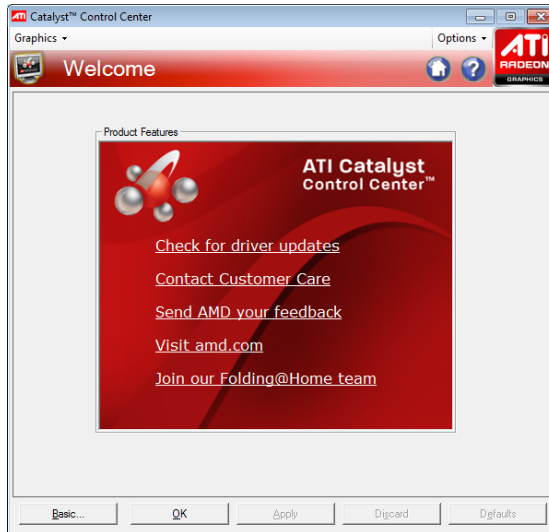 ATI Catalyst™ Control Center
Graphics Options
ATI
RADEON
GRAPHICS
Welcome
?
Product Features
ATI Catalyst
Control Center™
Check for driver updates
Contact Customer Care
Send AMD your feedback
Visit amd.com
Join our Folding@Home team
Basic... OK Apply Discard Defaults